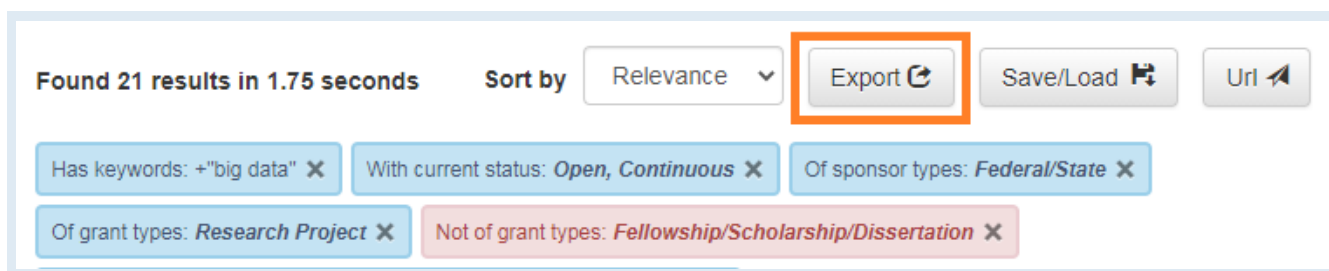 Found 21 results in 1.75 seconds Sort by Relevance Export Save/Load Url
Has keywords: +"big data" With current status: Open, Continuous Of sponsor types: Federal/State
Of grant types: Research Project Not of grant types: Fellowship/Scholarship/Dissertation